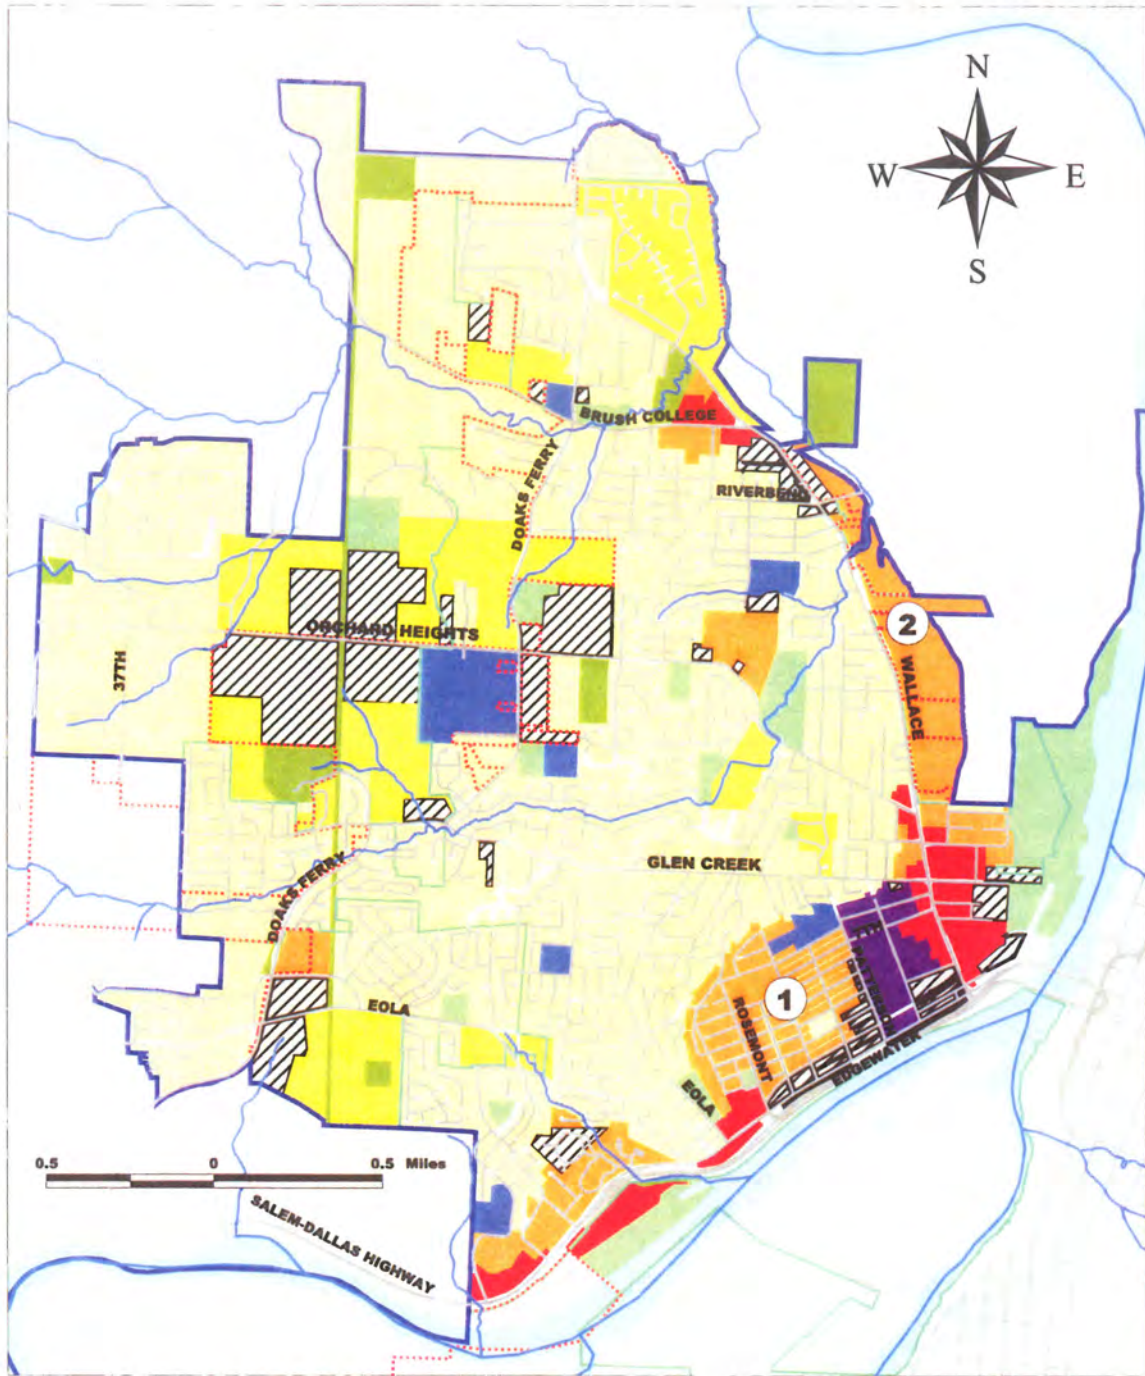 N
W E
S
BRUSH COLLEGE
DOAKS FERRY
RIVERBEND
ORCHARD HEIGHTS
2
37TH
WALLACE
GLEN CREEK
DOAKS FERRY
PATTERSON
1
EOLA
ROSEMONT
EDGEWATER
EOLA
0.5 0 0.5 Miles
SALEM-DALLAS HIGHWAY